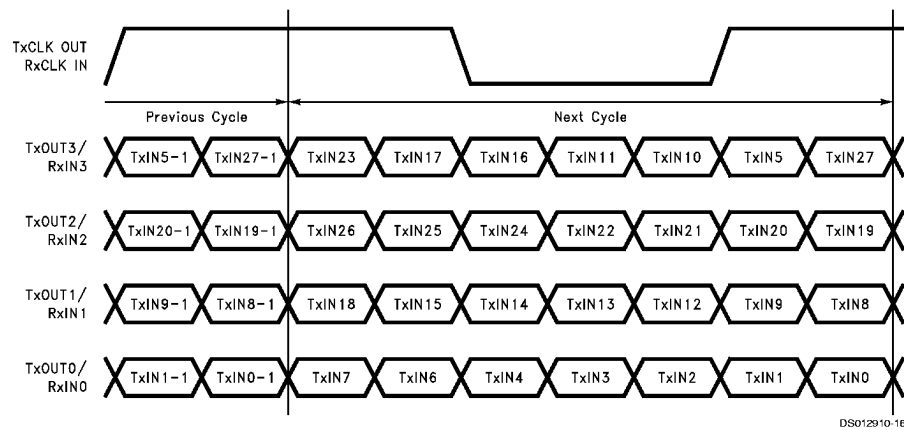 TxCLK OUT
RxCLK IN
Previous Cycle Next Cycle
TxOUT3/
RxIN3
TxIN5-1 TxIN27-1 TxIN23 TxIN17 TxIN16 TxIN11 TxIN10 TxIN5 TxIN27
TxOUT2/
RxIN2
TxIN20-1 TxIN19-1 TxIN26 TxIN25 TxIN24 TxIN22 TxIN21 TxIN20 TxIN19
TxOUT1/
RxIN1
TxIN9-1 TxIN8-1 TxIN18 TxIN15 TxIN14 TxIN13 TxIN12 TxIN9 TxIN8
TxOUT0/
RxIN0
TxIN1-1 TxIN0-1 TxIN7 TxIN6 TxIN4 TxIN3 TxIN2 TxIN1 TxIN0
DS012910-16